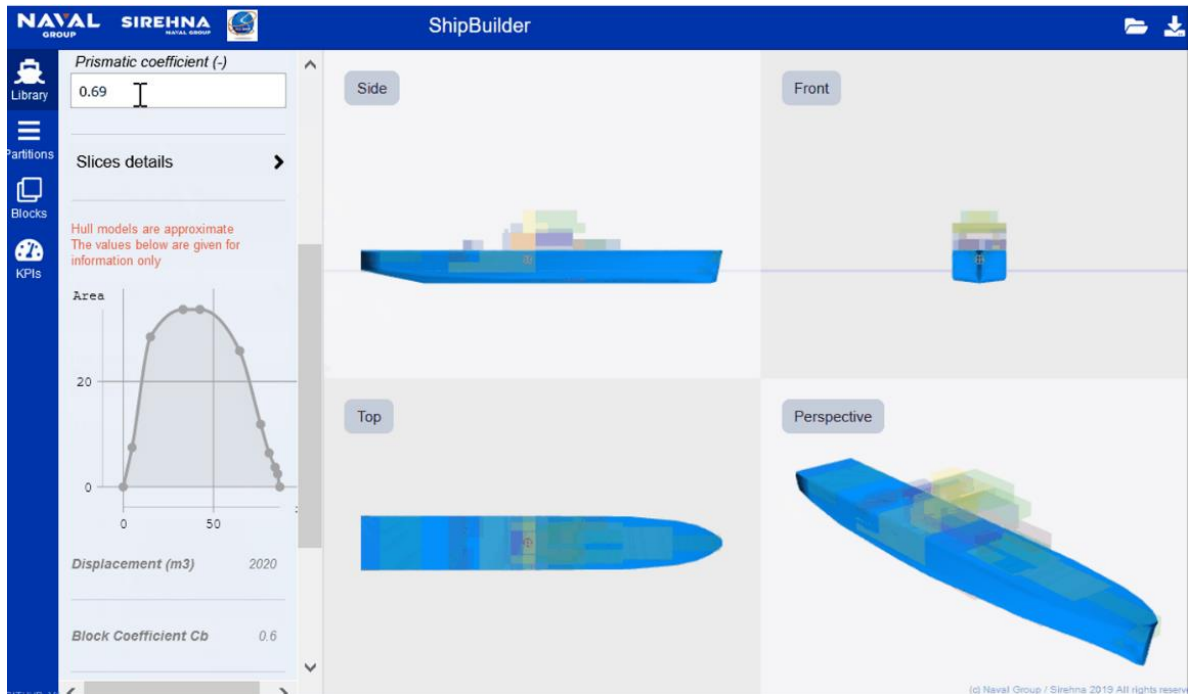 NAVAL
GROUP
SIREHNA
NAVAL GROUP
ShipBuilder
Library
Partitions
Blocks
KPIs
Prismatic coefficient (-)
0.69
Slices details
Hull models are approximate
The values below are given for
information only
Area
20
0
0
50
Displacement (m3) 2020
Block Coefficient Cb 0.6
Side
Front
Top
Perspective
(c) Naval Group / Sirehna 2019 All rights reserve